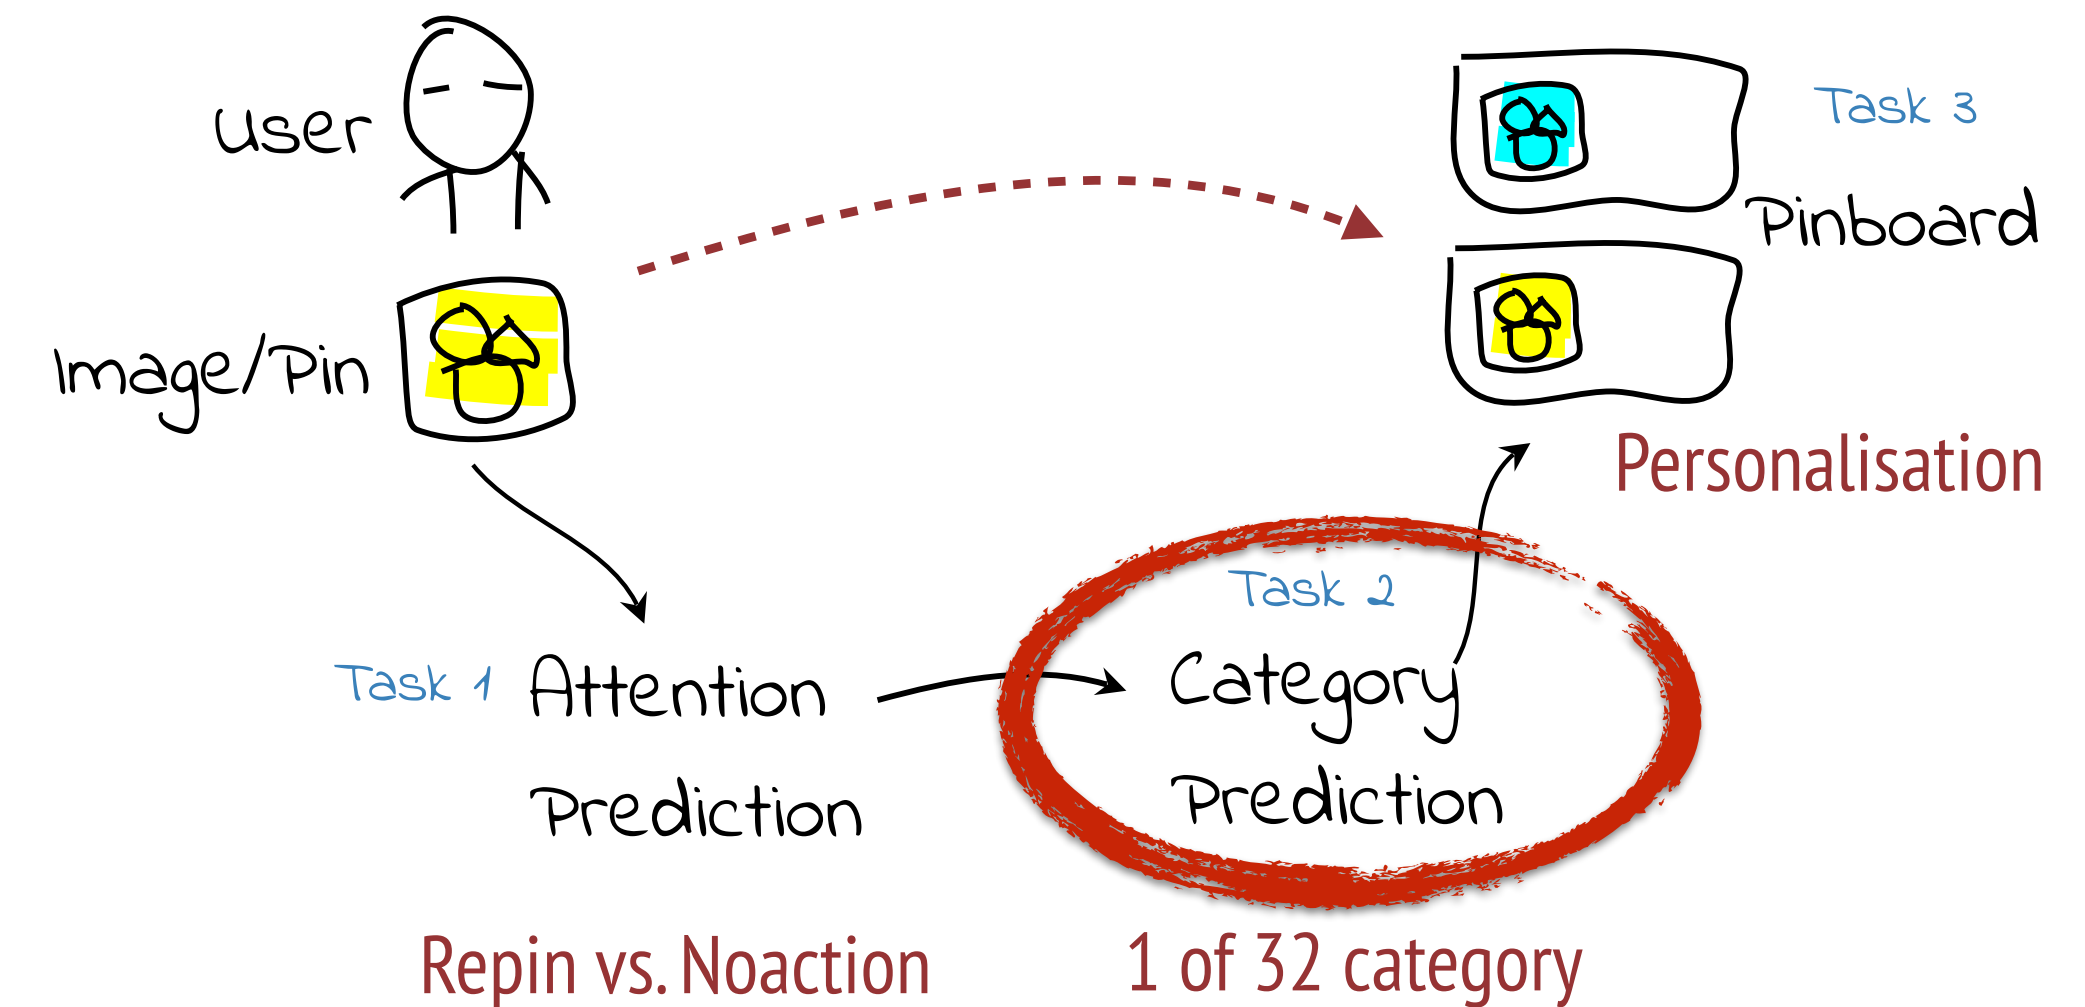 User
Task 3
Pinboard
Image/Pin
Personalisation
Task 1
Attention
Prediction
Task 2
Category
Prediction
Repin vs. Noaction
1 of 32 category